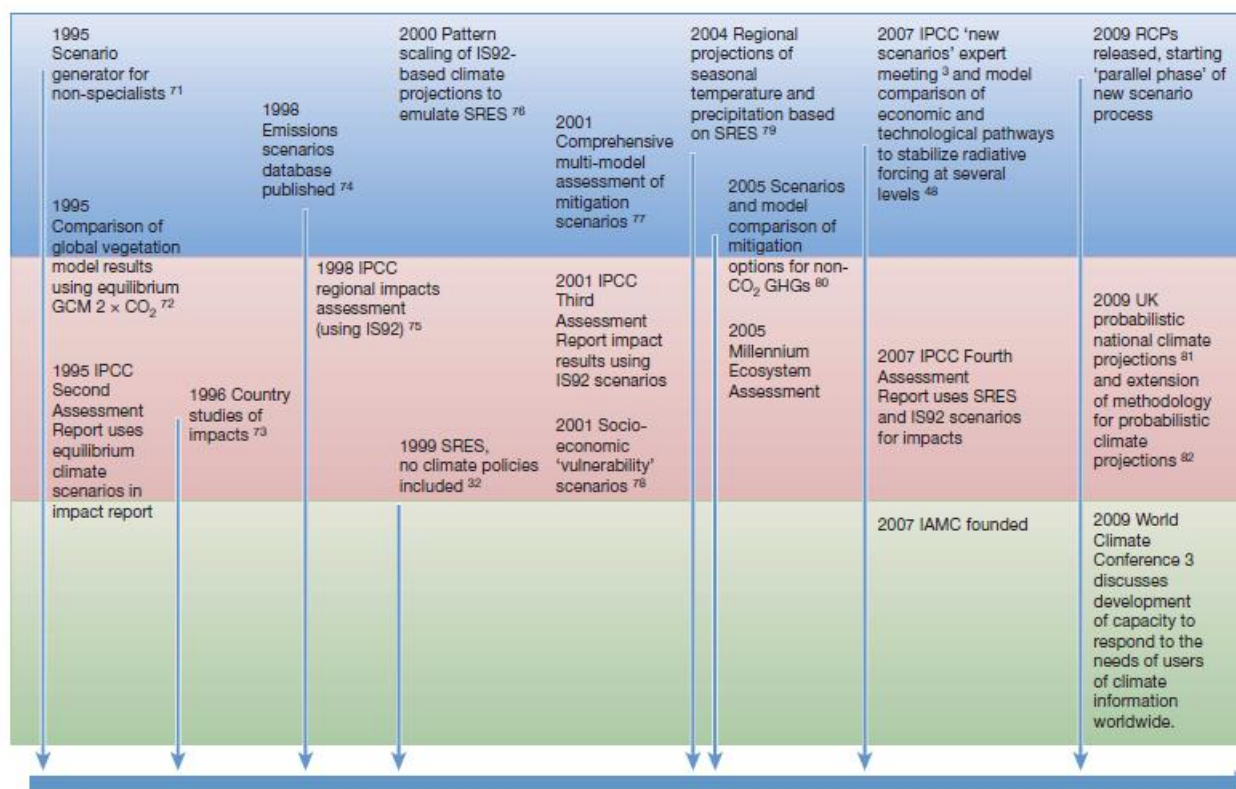 1995
Scenario
generator for
non-specialists 71
1995
Comparison of
global vegetation
model results
using equilibrium
GCM 2 × CO2 72
1995 IPCC
Second
Assessment
Report uses
equilibrium
climate
scenarios in
impact report
1996 Country
studies of
impacts 73
1998
Emissions
scenarios
database
published 74
1998 IPCC
regional impacts
assessment
(using IS92) 75
2000 Pattern
scaling of IS92-
based climate
projections to
emulate SRES 76
1999 SRES,
no climate policies
included 32
2001
Comprehensive
multi-model
assessment of
mitigation
scenarios 77
2001 IPCC
Third
Assessment
Report impact
results using
IS92 scenarios
2001 Socio-
economic
‘vulnerability’
scenarios 78
2004 Regional
projections of
seasonal
temperature and
precipitation based
on SRES 79
2005 Scenarios
and model
comparison of
mitigation
options for non-
CO2 GHGs 80
2005
Millennium
Ecosystem
Assessment
2007 IPCC ‘new
scenarios’ expert
meeting 3 and model
comparison of
economic and
technological pathways
to stabilize radiative
forcing at several
levels 48
2007 IPCC Fourth
Assessment
Report uses SRES
and IS92 scenarios
for impacts
2007 IAMC founded
2009 RCPs
released, starting
‘parallel phase’ of
new scenario
process
2009 UK
probabilistic
national climate
projections 81
and extension
of methodology
for probabilistic
climate
projections 82
2009 World
Climate
Conference 3
discusses
development
of capacity to
respond to the
needs of users
of climate
information
worldwide.